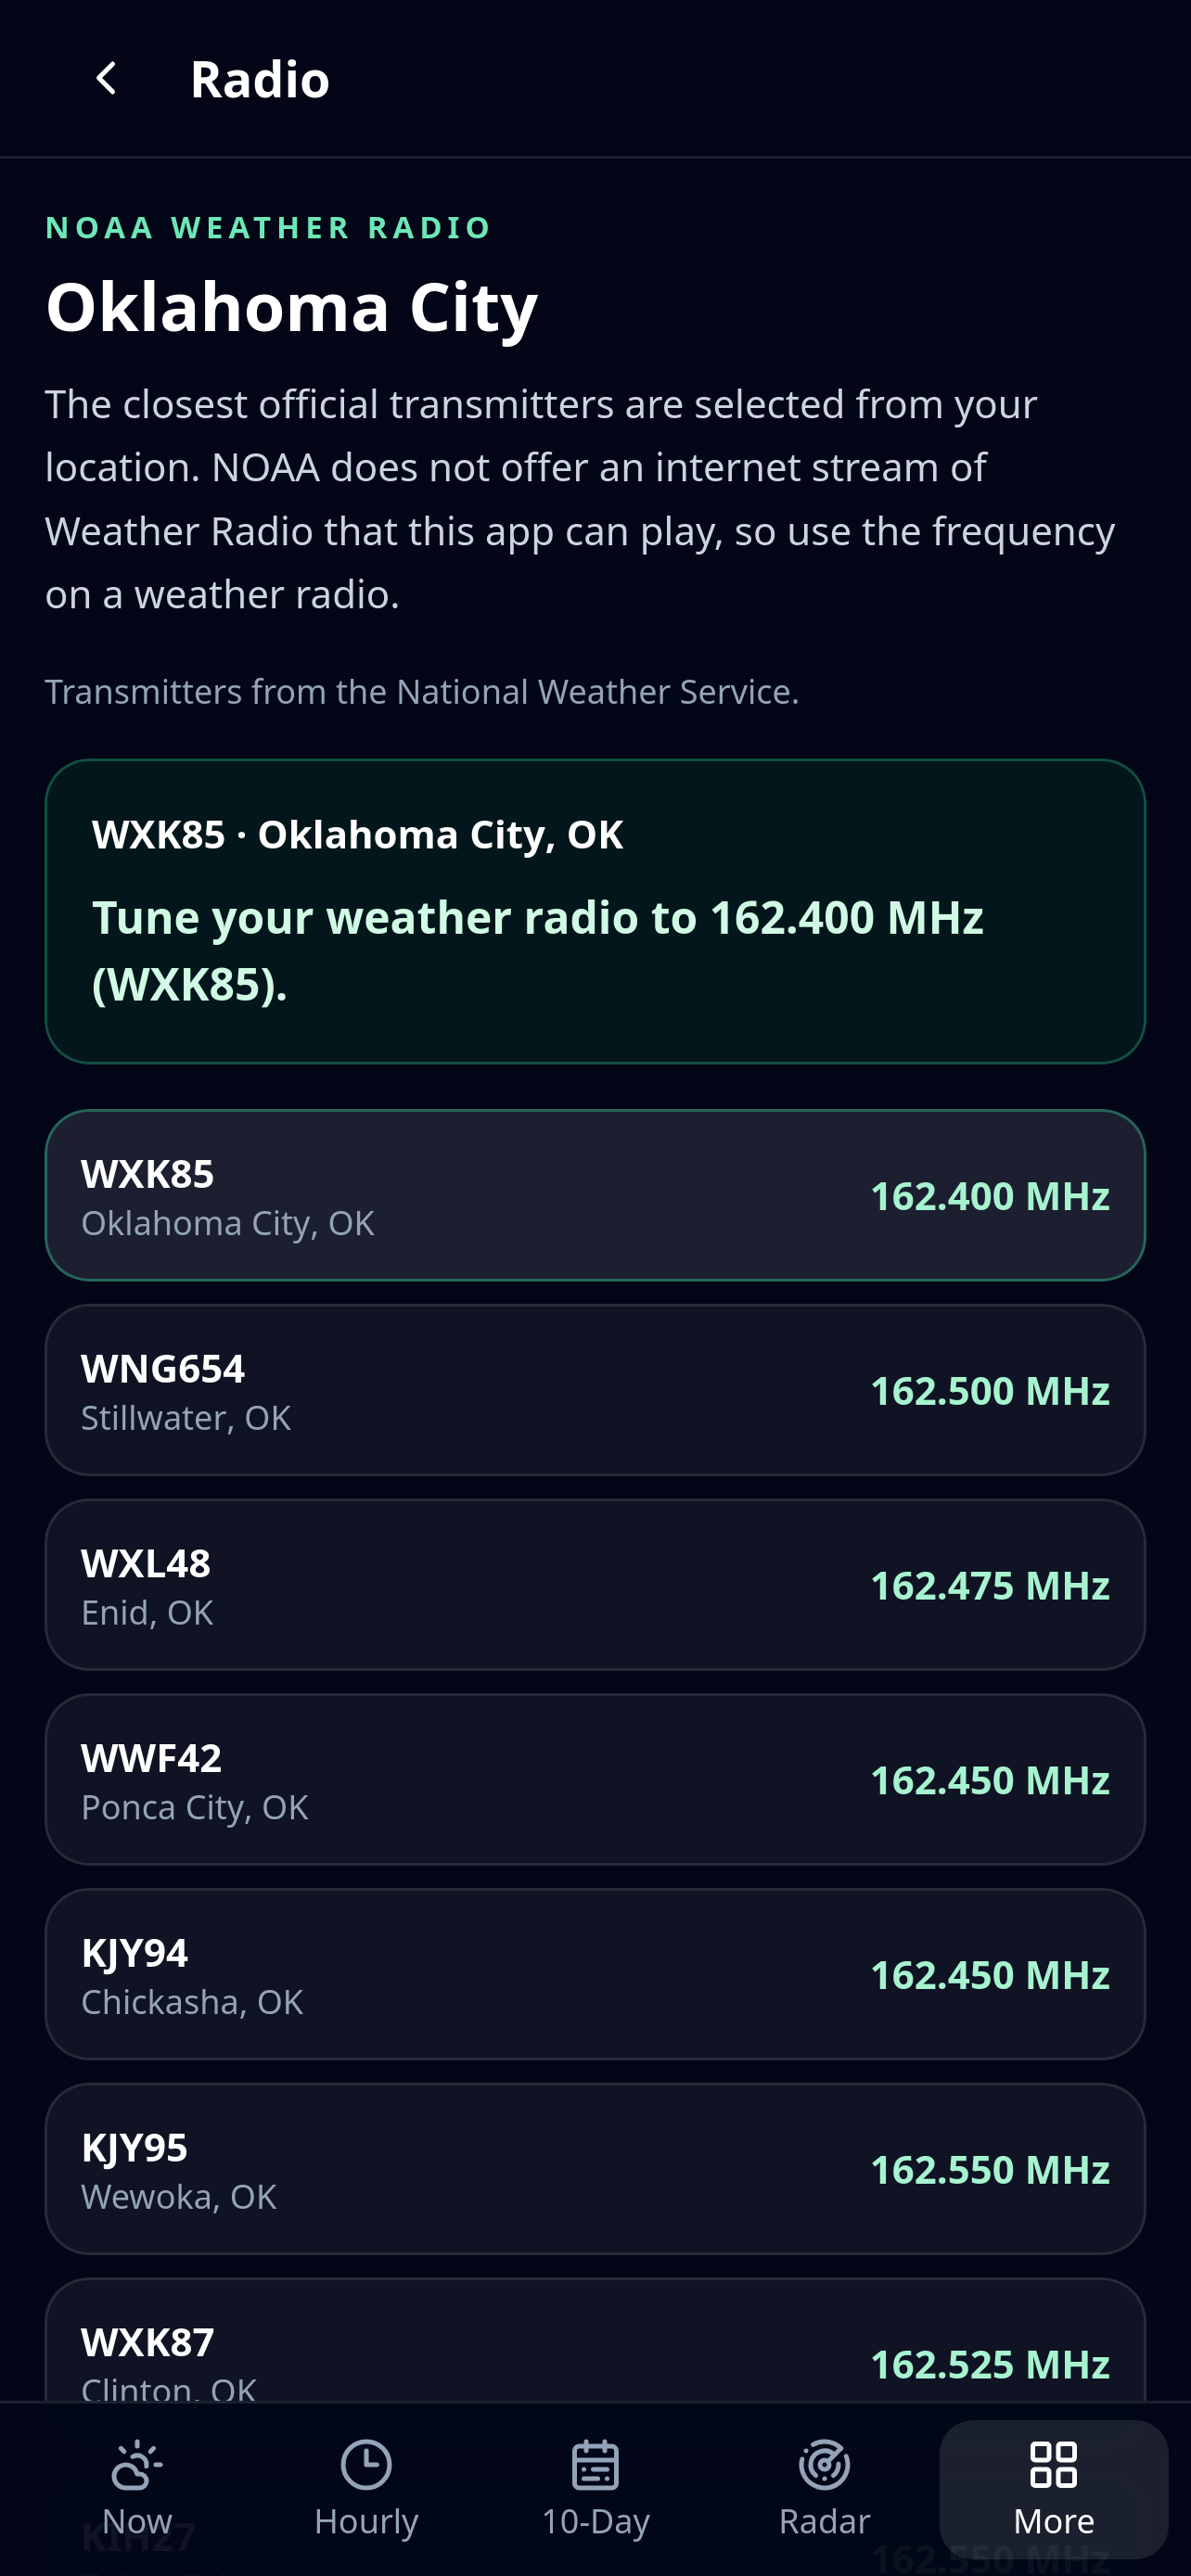 Radio
NOAA WEATHER RADIO
Oklahoma City
The closest official transmitters are selected from your
location. NOAA does not offer an internet stream of
Weather Radio that this app can play, so use the frequency
on a weather radio.
Transmitters from the National Weather Service.
WXK85 · Oklahoma City, OK
Tune your weather radio to 162.400 MHz
(WXK85).
WXK85
Oklahoma City, OK
162.400 MHz
WNG654
Stillwater, OK
162.500 MHz
WXL48
Enid, OK
162.475 MHz
WWF42
Ponca City, OK
162.450 MHz
KJY94
Chickasha, OK
162.450 MHz
KJY95
Wewoka, OK
162.550 MHz
WXK87
Clinton, OK
162.525 MHz
KIH27
162.550 MHz
Now
Hourly
10-Day
Radar
More